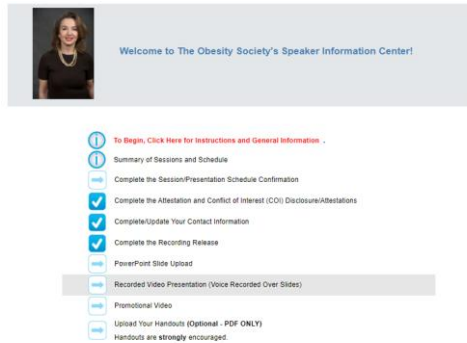 Welcome to The Obesity Society's Speaker Information Center!
To Begin, Click Here for Instructions and General Information .
Summary of Sessions and Schedule
Complete the Session/Presentation Schedule Confirmation
Complete the Attestation and Conflict of Interest (COI) Disclosure/Attestations
Complete/Update Your Contact Information
Complete the Recording Release
PowerPoint Slide Upload
Recorded Video Presentation (Voice Recorded Over Slides)
Promotional Video
Upload Your Handouts (Optional - PDF ONLY)
Handouts are strongly encouraged.